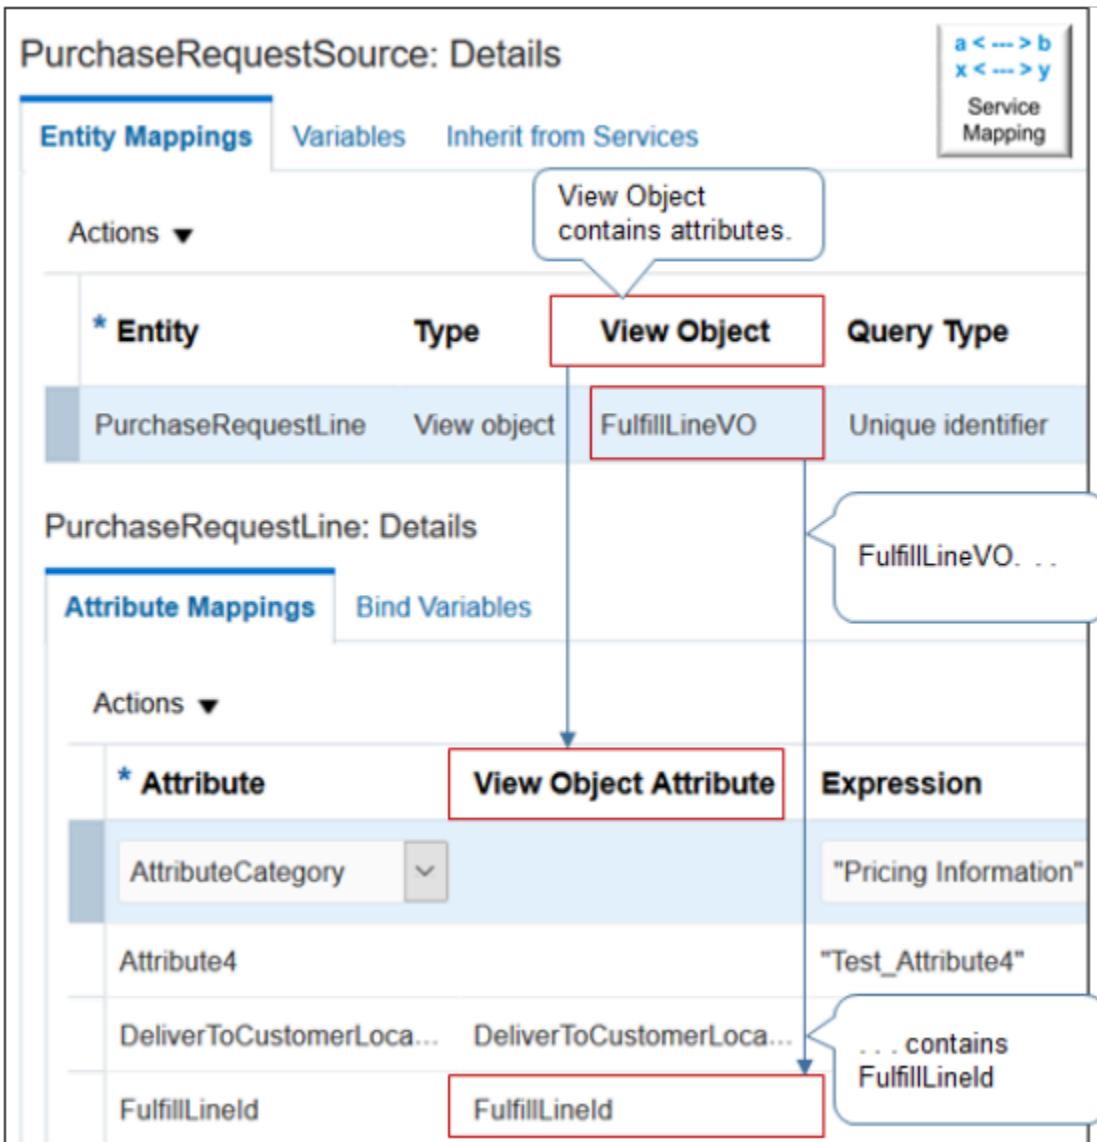 PurchaseRequestSource: Details
a < --- > b
x < --- > y
Service
Mapping
Entity Mappings Variables Inherit from Services
View Object
contains attributes.
Actions
* Entity Type View Object Query Type
PurchaseRequestLine View object FulfillLineVO Unique identifier
PurchaseRequestLine: Details
FulfillLineVO. . . .
Attribute Mappings Bind Variables
Actions
* Attribute View Object Attribute Expression
AttributeCategory "Pricing Information"
Attribute4 "Test_Attribute4"
DeliverToCustomerLoca... DeliverToCustomerLoca...
. . . contains
FulfillLineId
FulfillLineId FulfillLineId